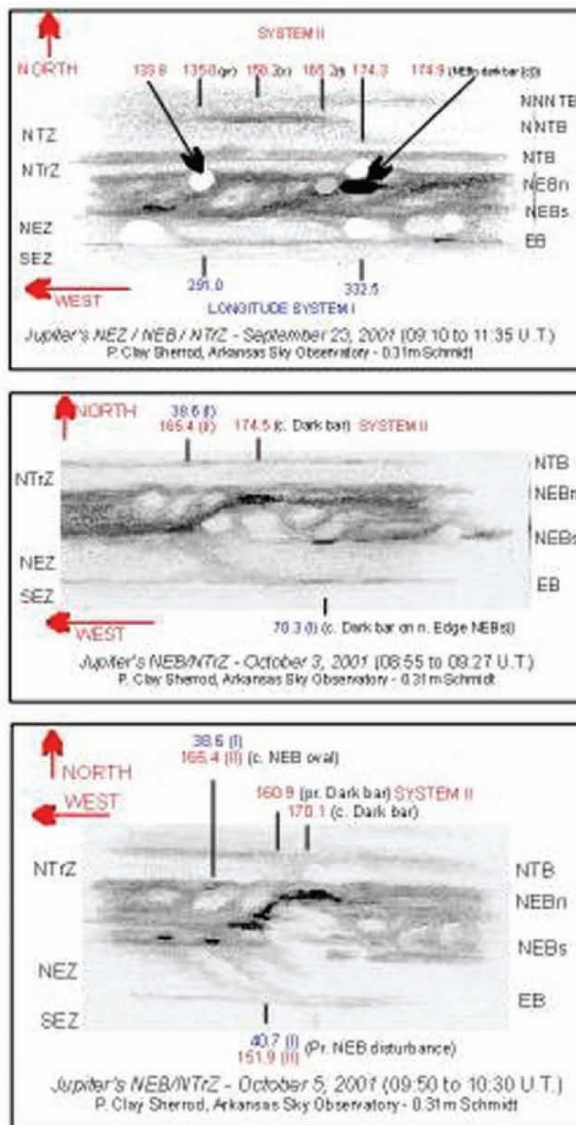 SYSTEM II
NORTH
139.8 135.0 (pr) 150.2(c) 165.2(f) 174.3 174.9 (NEBn dark bar (c))
NNNTB
NNTB
NTZ
NTB
NTrZ
NEBn
NEBs
NEZ
EB
SEZ
291.0 332.5
WEST
LONGITUDE SYSTEM I
Jupiter's NEZ / NEB / NTrZ - September 23, 2001 (09:10 to 11:35 U.T.)
P. Clay Sherrod, Arkansas Sky Observatory - 0.31m Schmidt
NORTH
38.6 (I)
165.4 (II) 174.5 (c. Dark bar) SYSTEM II
NTB
NTrZ
NEBn
NEBs
NEZ
EB
SEZ
WEST
70.3 (I) (c. Dark bar on n. Edge NEBs))
Jupiter's NEB/NTrZ - October 3, 2001 (08:55 to 09:27 U.T.)
P. Clay Sherrod, Arkansas Sky Observatory - 0.31m Schmidt
38.6 (I)
165.4 (II) (c. NEB oval)
NORTH
160.9 (pr. Dark bar) SYSTEM II
WEST
170.1 (c. Dark bar)
NTrZ
NTB
NEBn
NEBs
NEZ
EB
SEZ
40.7 (I)
151.9 (II) (Pr. NEB disturbance)
Jupiter's NEB/NTrZ - October 5, 2001 (09:50 to 10:30 U.T.)
P. Clay Sherrod, Arkansas Sky Observatory - 0.31m Schmidt